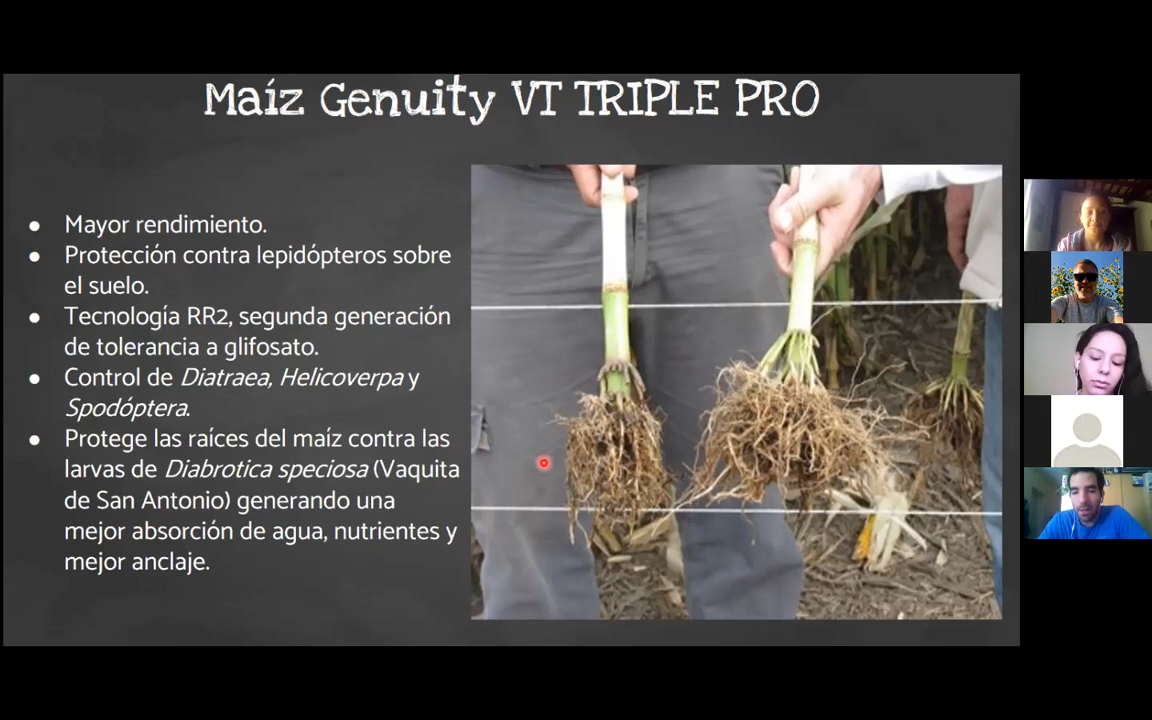 Maíz Genuity VT TRIPLE PRO
● Mayor rendimiento.
● Protección contra lepidópteros sobre
el suelo.
● Tecnología RR2, segunda generación
de tolerancia a glifosato.
● Control de Diatraea, Helicoverpa y
Spodóptera.
● Protege las raíces del maíz contra las
larvas de Diabrotica speciosa (Vaquita
de San Antonio) generando una
mejor absorción de agua, nutrientes y
mejor anclaje.